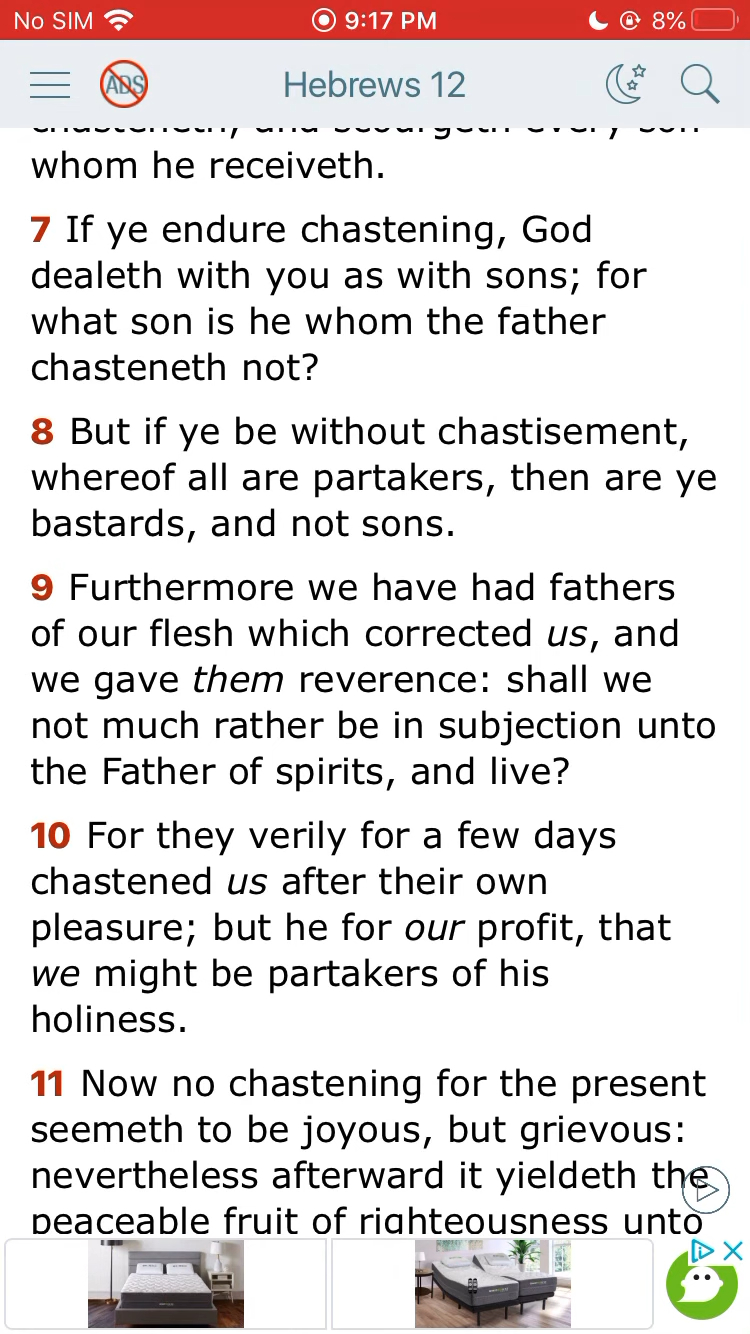 No SIM 9:17 PM 8%
ADS Hebrews 12
chasteneth, and scourgeth every son
whom he receiveth.
7 If ye endure chastening, God
dealeth with you as with sons; for
what son is he whom the father
chasteneth not?
8 But if ye be without chastisement,
whereof all are partakers, then are ye
bastards, and not sons.
9 Furthermore we have had fathers
of our flesh which corrected us, and
we gave them reverence: shall we
not much rather be in subjection unto
the Father of spirits, and live?
10 For they verily for a few days
chastened us after their own
pleasure; but he for our profit, that
we might be partakers of his
holiness.
11 Now no chastening for the present
seemeth to be joyous, but grievous:
nevertheless afterward it yieldeth the
peaceable fruit of righteousness unto